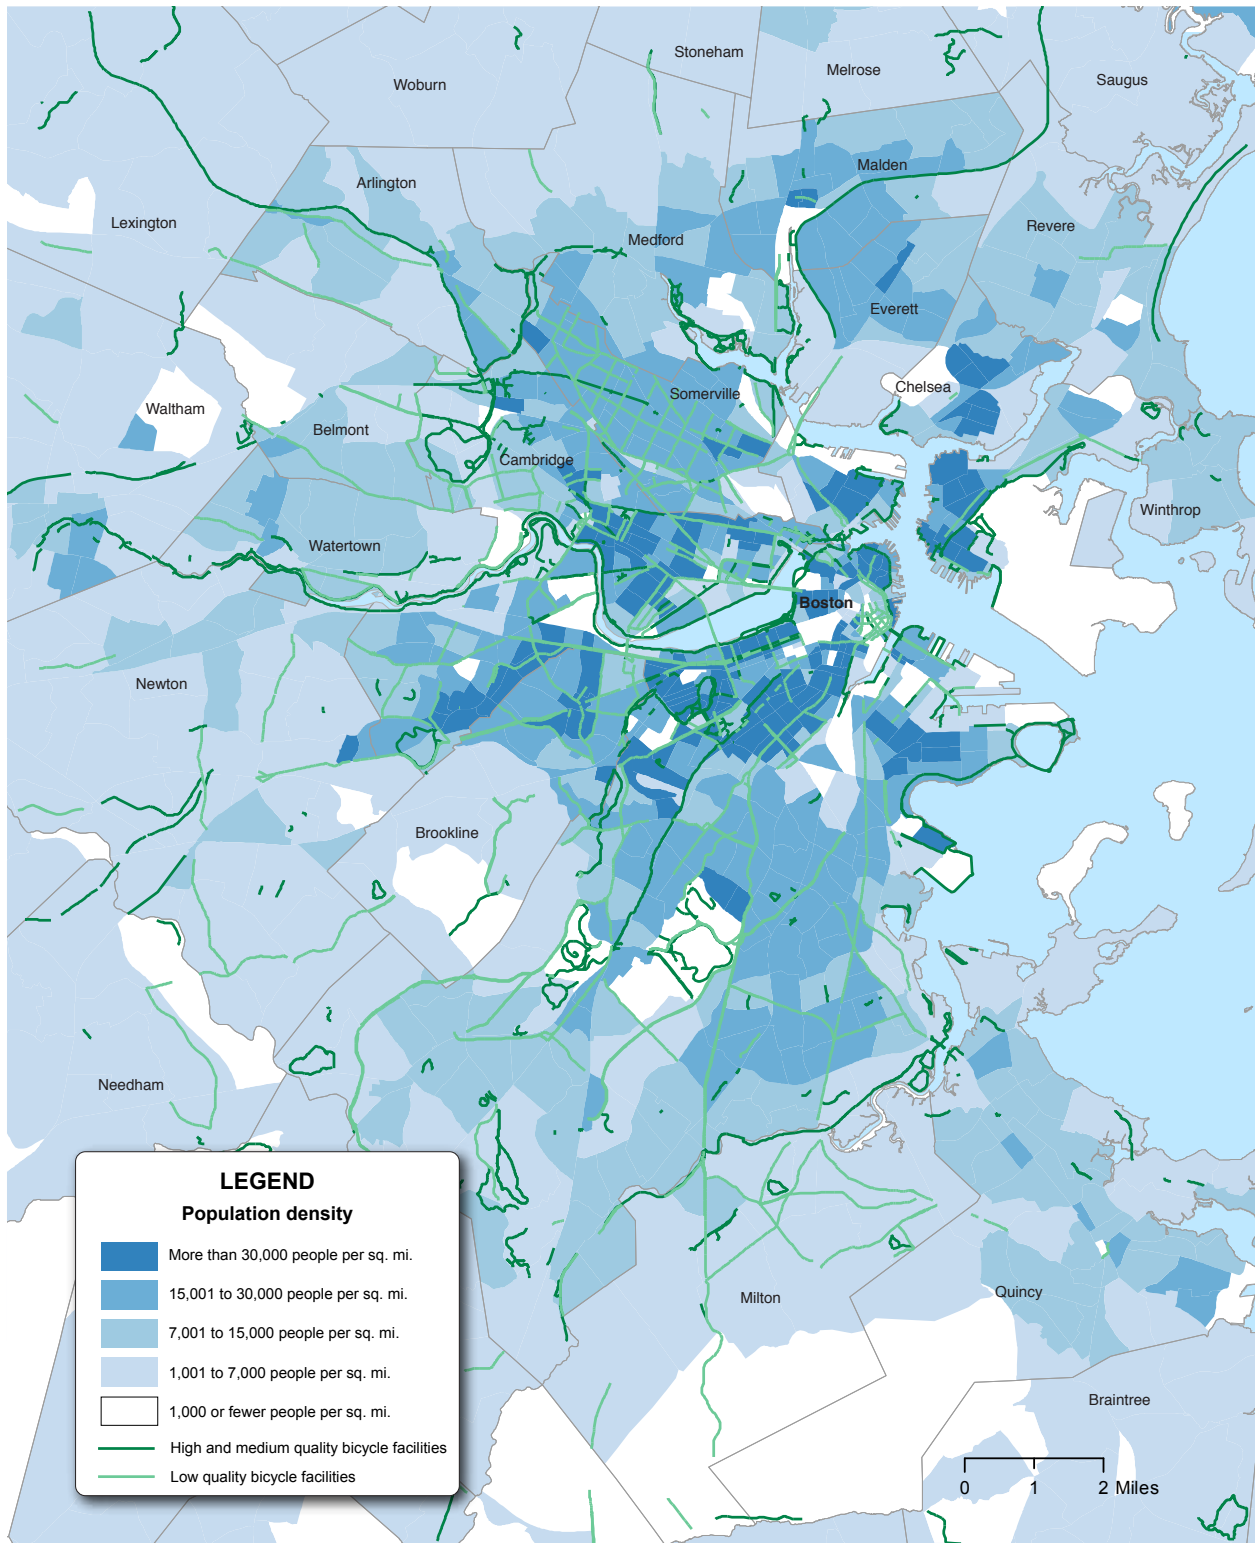 Stoneham
Melrose
Saugus
Woburn
Malden
Arlington
Lexington
Revere
Medford
Everett
Chelsea
Somerville
Waltham
Belmont
Cambridge
Winthrop
Watertown
Boston
Newton
Brookline
Needham
Quincy
Milton
Braintree
LEGEND
Population density
More than 30,000 people per sq. mi.
15,001 to 30,000 people per sq. mi.
7,001 to 15,000 people per sq. mi.
1,001 to 7,000 people per sq. mi.
1,000 or fewer people per sq. mi.
High and medium quality bicycle facilities
Low quality bicycle facilities
0 1 2 Miles